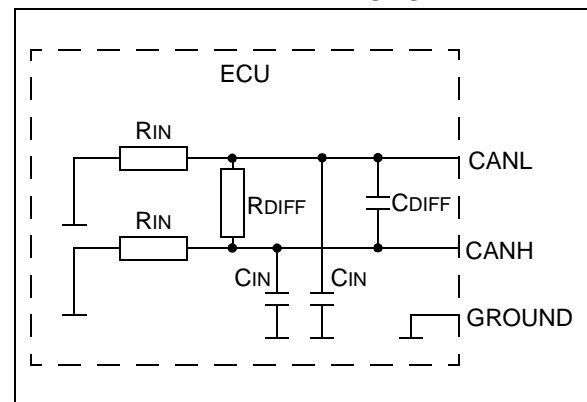 ECU
RIN
CANL
RDIFF
CDIFF
RIN
CANH
CIN
CIN
GROUND